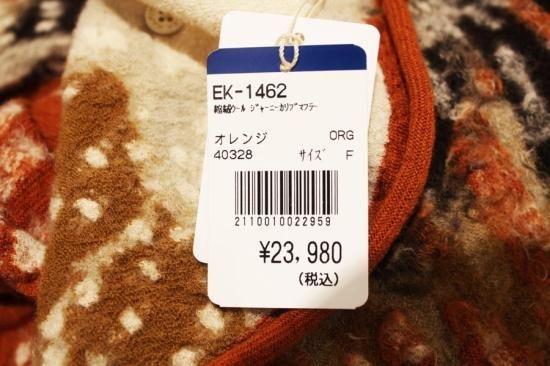 EK-1462
縮絨ウール ジャーニーカリブマフラー
オレンジ ORG
40328 サイズ F
2110010022959
¥23,980
(税込)